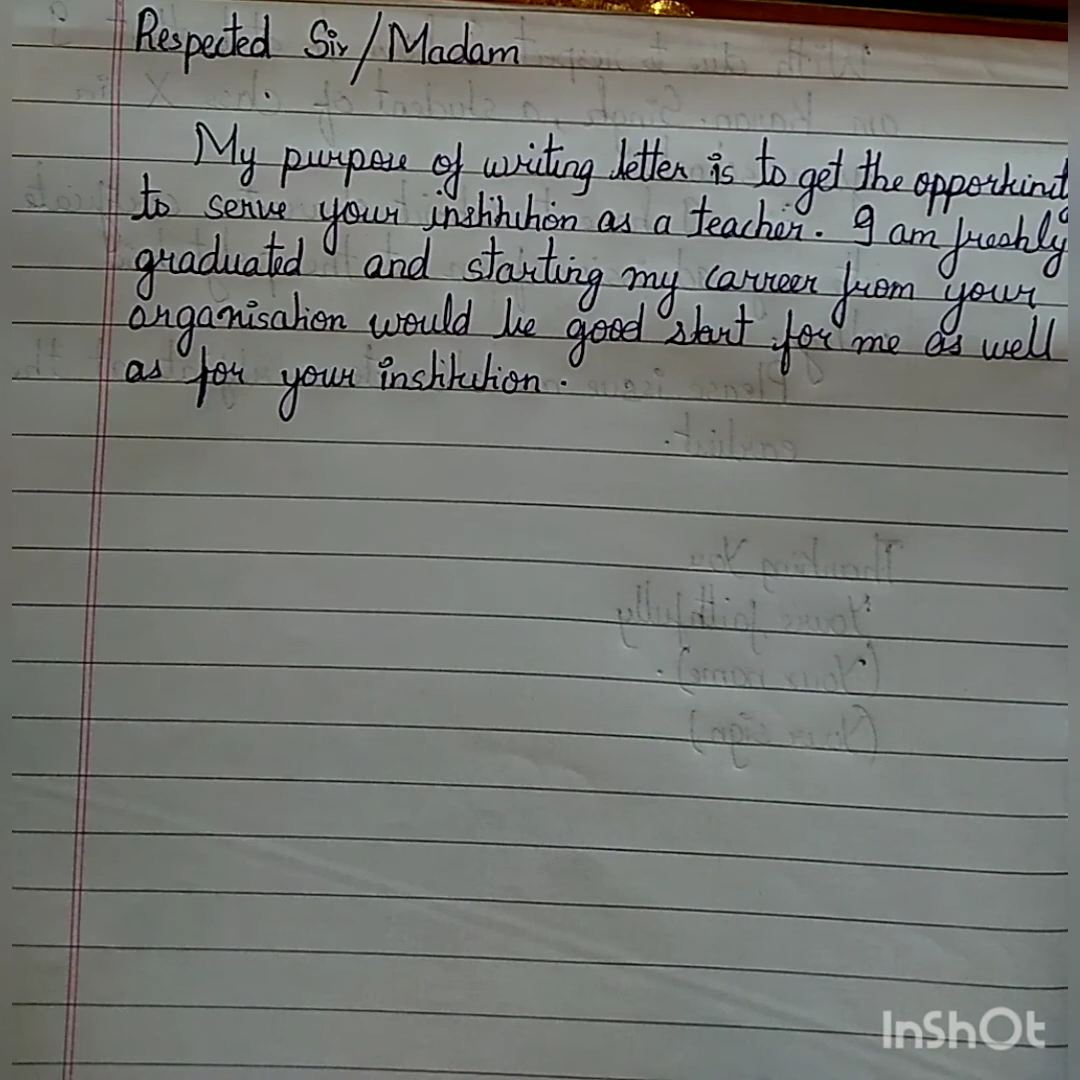 Respected Sir/Madam
My purpose of writing letter is to get the opportunit
to serve your institution as a teacher. I am freshly
graduated and starting my carreer from your
organisation would be good start for me as well
as for your institution.
InShOt